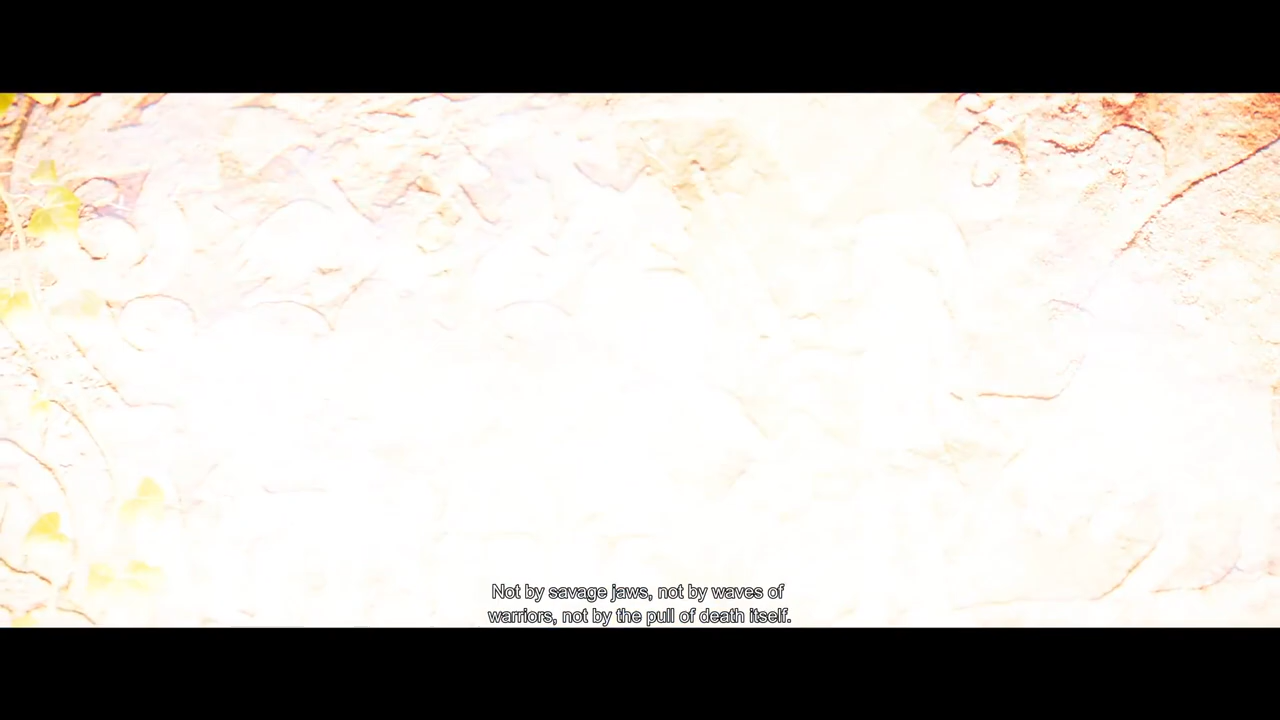 Not by savage jaws, not by waves of
warriors, not by the pull of death itself.